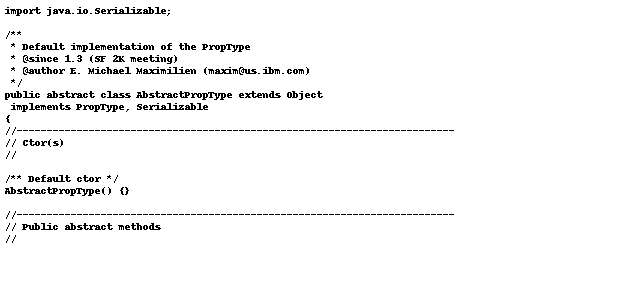 import java.io.Serializable;
/**
 * Default implementation of the PropType
 * @since 1.3 (SF 2K meeting)
 * @author E. Michael Maximilien (maxim@us.ibm.com)
 */
public abstract class AbstractPropType extends Object
 implements PropType, Serializable
{
//-------------------------------------------------------------------------
// Ctor(s)
//
/** Default ctor */
AbstractPropType() {}
//-------------------------------------------------------------------------
// Public abstract methods
//